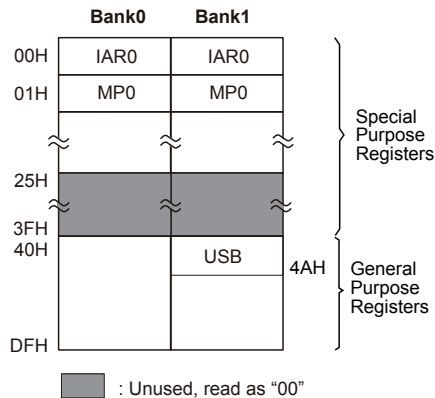 Bank0 Bank1
00H IAR0 IAR0
01H MP0 MP0
Special
Purpose
Registers
25H
3FH
40H USB
4AH
General
Purpose
Registers
DFH
: Unused, read as “00”